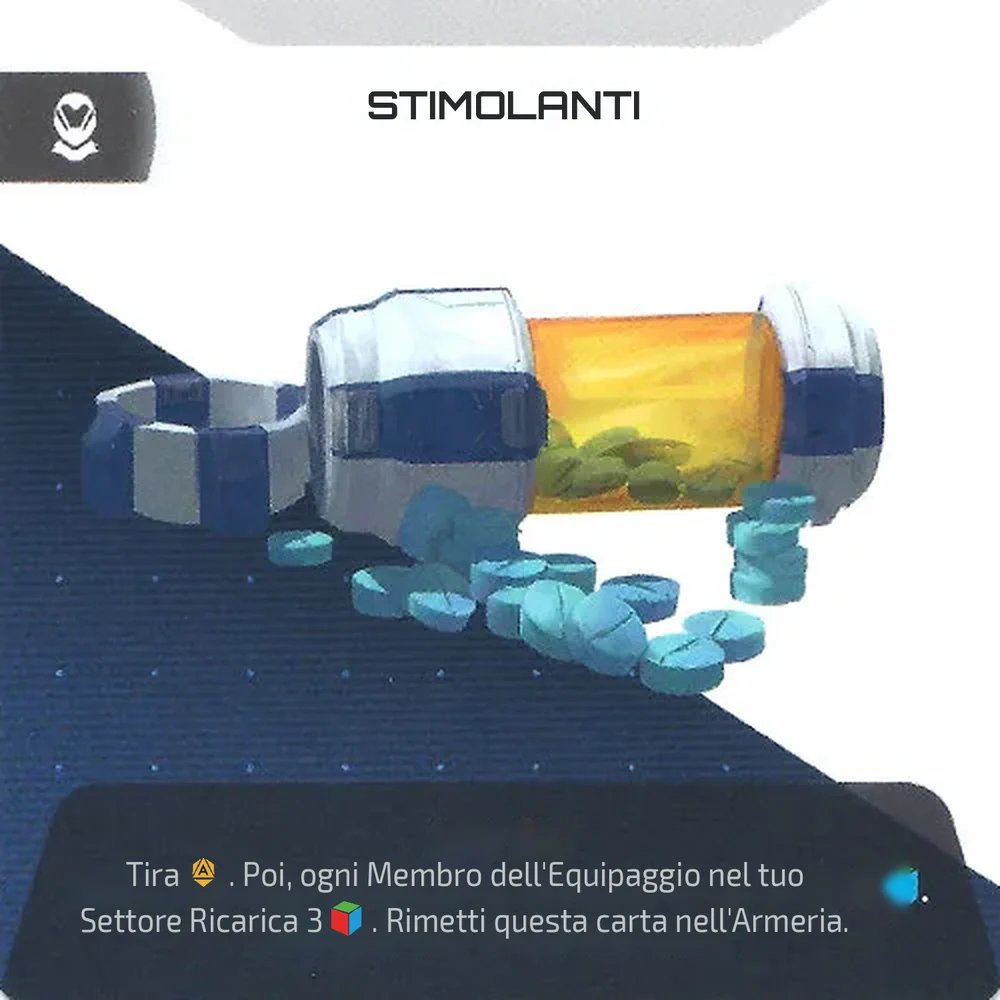 STIMOLANTI
Tira A . Poi, ogni Membro dell'Equipaggio nel tuo
Settore Ricarica 3 . Rimetti questa carta nell'Armeria.